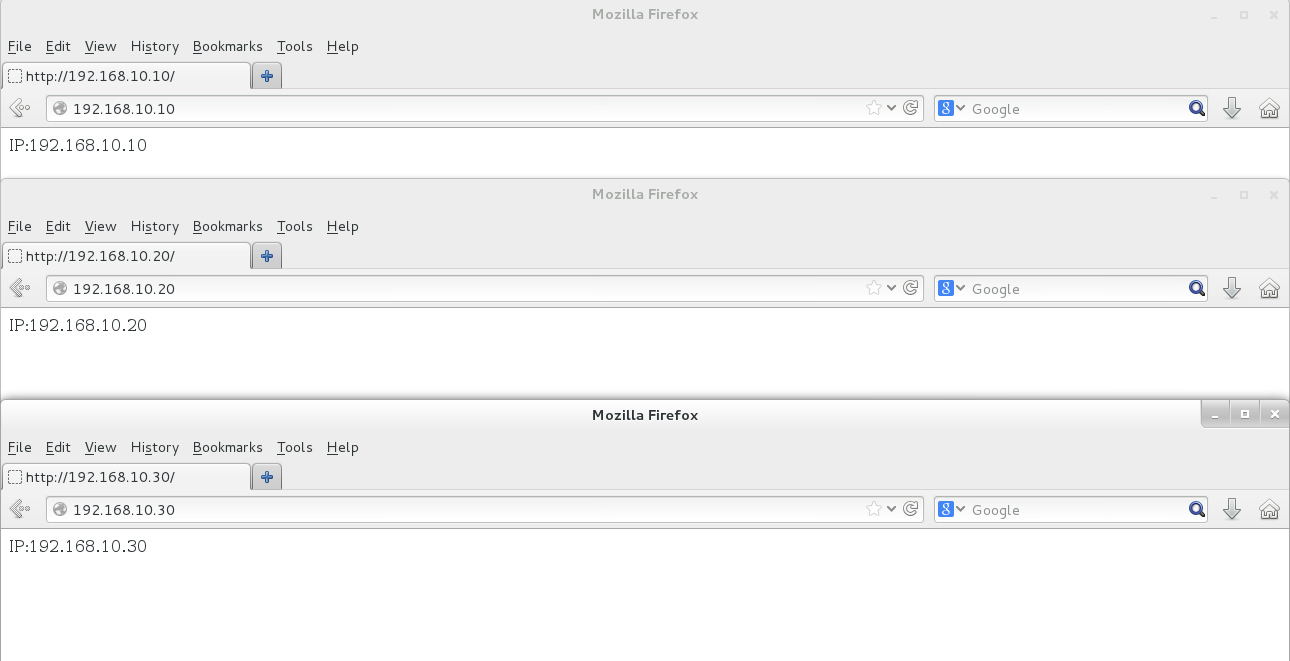 Mozilla Firefox
File Edit View History Bookmarks Tools Help
http://192.168.10.10/
192.168.10.10 8 Google
IP:192.168.10.10
Mozilla Firefox
File Edit View History Bookmarks Tools Help
http://192.168.10.20/
192.168.10.20 8 Google
IP:192.168.10.20
Mozilla Firefox
File Edit View History Bookmarks Tools Help
http://192.168.10.30/
192.168.10.30 8 Google
IP:192.168.10.30